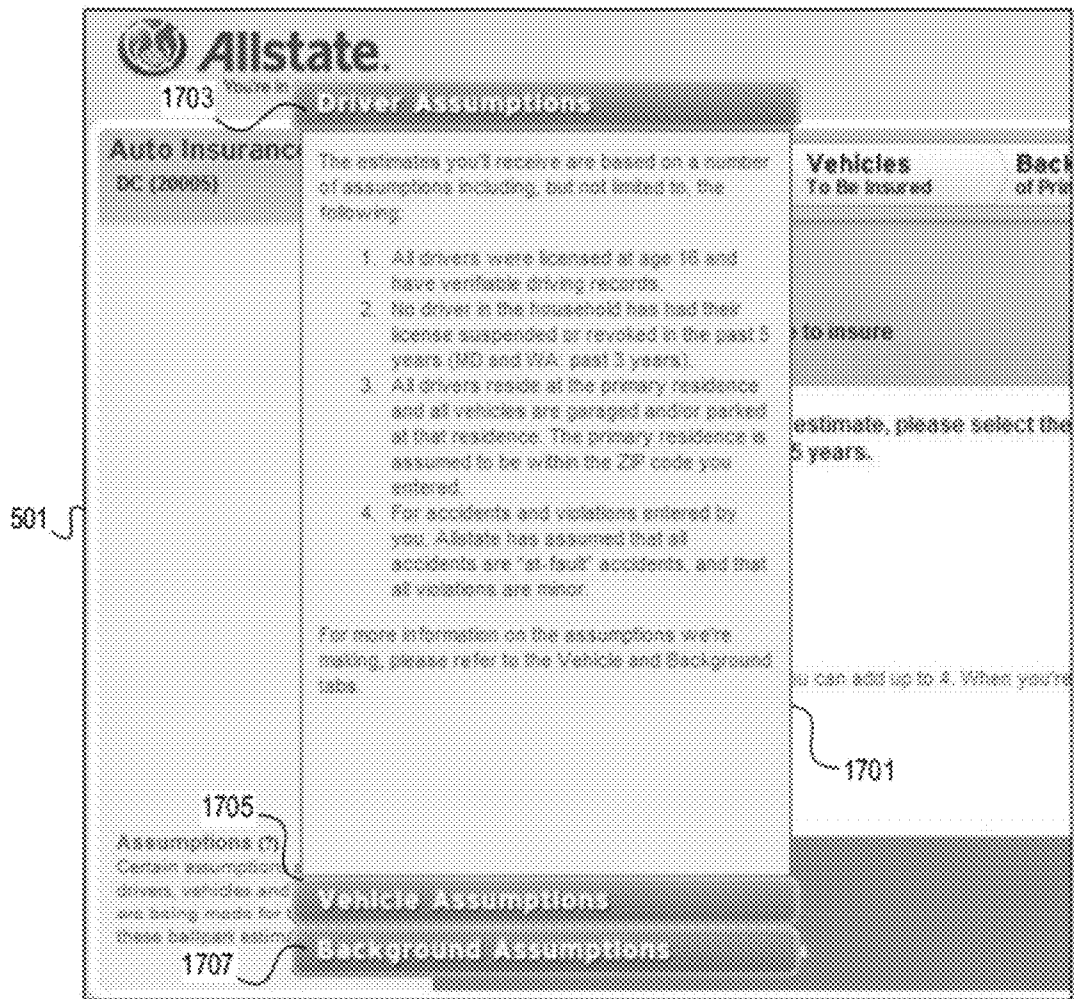 Allstate.
You're in
1703
Driver Assumptions
Auto Insurance
DC (20005)
The estimates you'll receive are based on a number
of assumptions including, but not limited to, the
following:
Vehicles
To Be Insured
Back
of Prim
1. All drivers were licensed at age 16 and
have verifiable driving records.
2. No driver in the household has had their
license suspended or revoked in the past 5
years (MD and WA: past 3 years).
to insure
3. All drivers reside at the primary residence
and all vehicles are garaged and/or parked
at that residence. The primary residence is
assumed to be within the ZIP code you
entered.
estimate, please select the
5 years.
501
4. For accidents and violations entered by
you, Allstate has assumed that all
accidents are "at-fault" accidents, and that
all violations are minor.
For more information on the assumptions we're
making, please refer to the Vehicle and Background
tabs.
u can add up to 4. When you're
1701
1705
Assumptions (?)
Certain assumption
drivers, vehicles and
are being made for
these ballpark estim
Vehicle Assumptions
Background Assumptions
1707